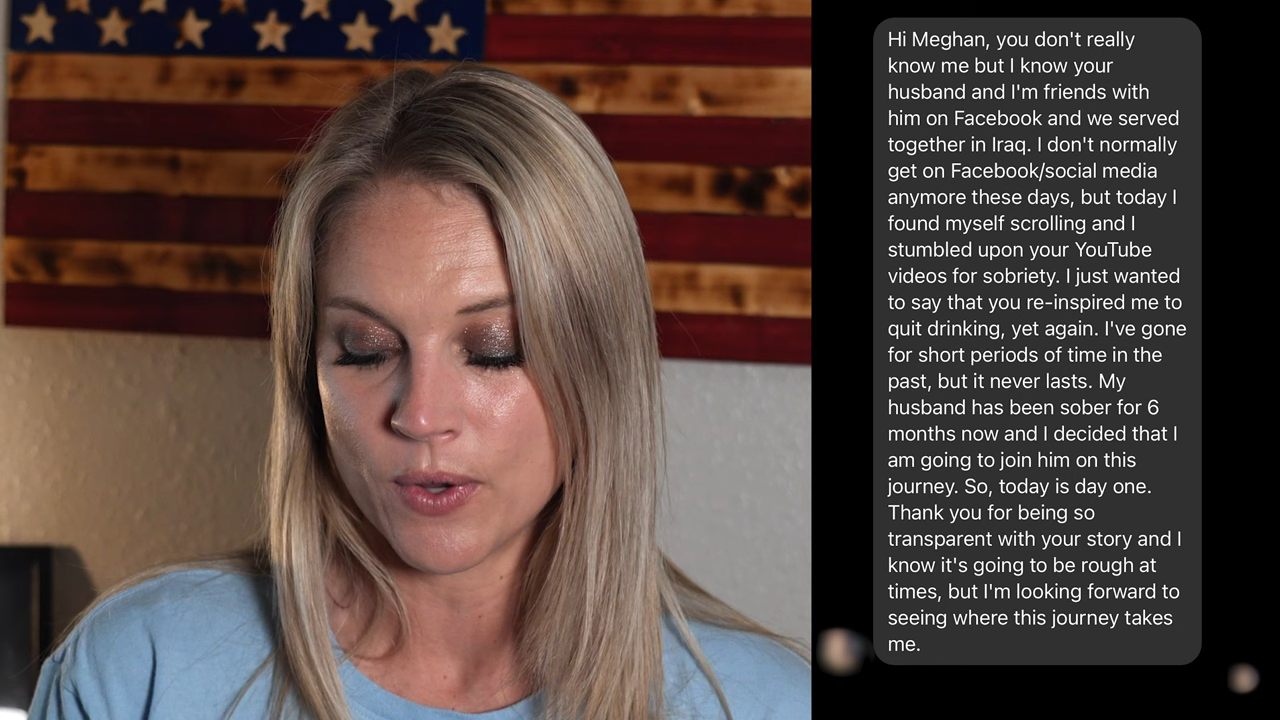 Hi Meghan, you don't really
know me but I know your
husband and I'm friends with
him on Facebook and we served
together in Iraq. I don't normally
get on Facebook/social media
anymore these days, but today I
found myself scrolling and I
stumbled upon your YouTube
videos for sobriety. I just wanted
to say that you re-inspired me to
quit drinking, yet again. I've gone
for short periods of time in the
past, but it never lasts. My
husband has been sober for 6
months now and I decided that I
am going to join him on this
journey. So, today is day one.
Thank you for being so
transparent with your story and I
know it's going to be rough at
times, but I'm looking forward to
seeing where this journey takes
me.